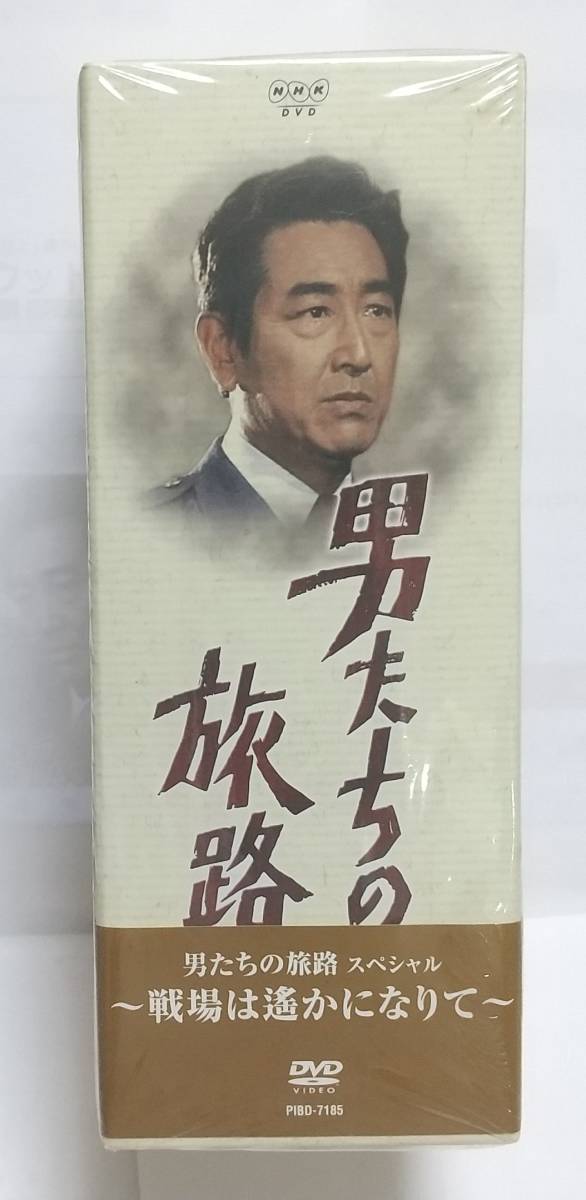 NHK
DVD
男たちの
旅路
男たちの旅路 スペシャル
～戦場は遙かになりて～
DVD
VIDEO
PIBD-7185